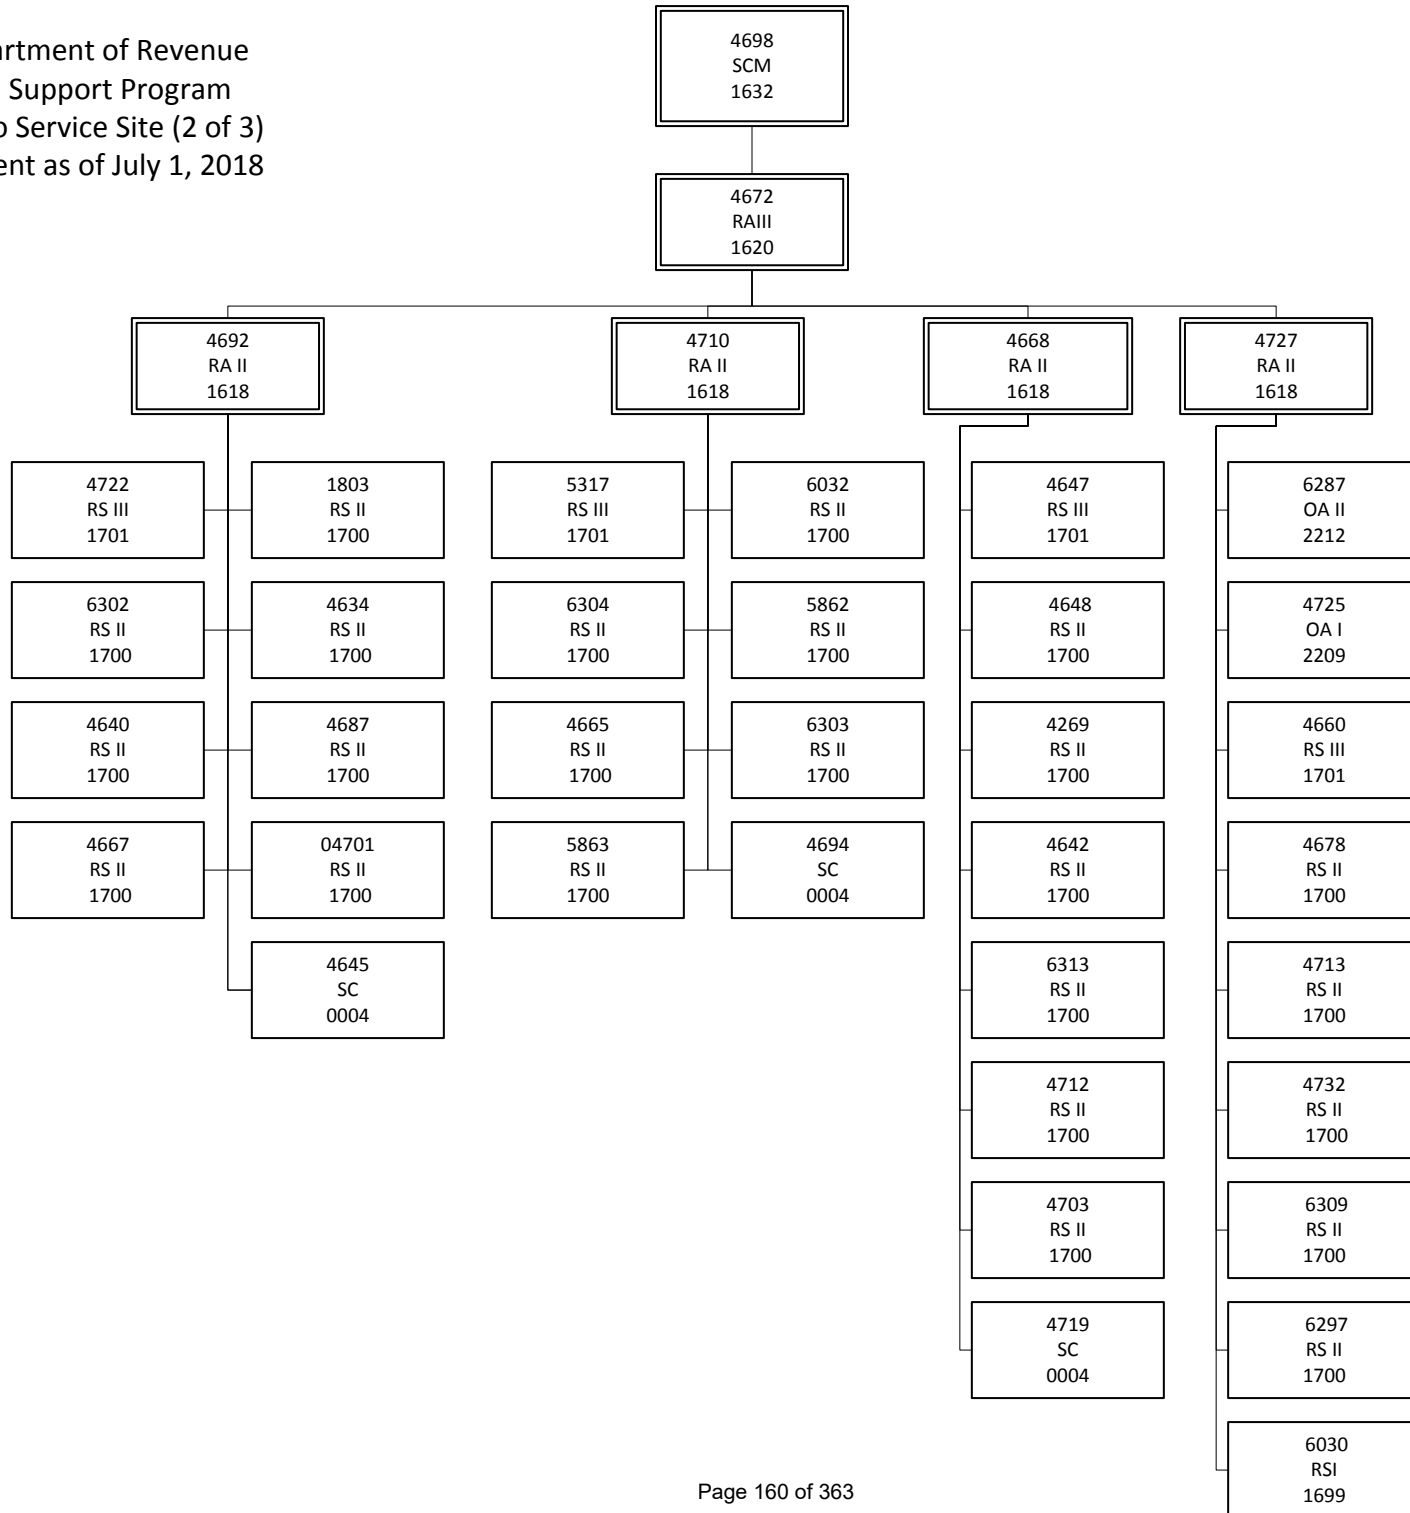 artment of Revenue
Support Program
o Service Site (2 of 3)
ent as of July 1, 2018
4698
SCM
1632
4672
RAIII
1620
4692
RA II
1618
4710
RA II
1618
4668
RA II
1618
4727
RA II
1618
4722
RS III
1701
1803
RS II
1700
6302
RS II
1700
4634
RS II
1700
4640
RS II
1700
4687
RS II
1700
4667
RS II
1700
04701
RS II
1700
4645
SC
0004
5317
RS III
1701
6032
RS II
1700
6304
RS II
1700
5862
RS II
1700
4665
RS II
1700
6303
RS II
1700
5863
RS II
1700
4694
SC
0004
4647
RS III
1701
4648
RS II
1700
4269
RS II
1700
4642
RS II
1700
6313
RS II
1700
4712
RS II
1700
4703
RS II
1700
4719
SC
0004
6287
OA II
2212
4725
OA I
2209
4660
RS III
1701
4678
RS II
1700
4713
RS II
1700
4732
RS II
1700
6309
RS II
1700
6297
RS II
1700
6030
RSI
1699
Page 160 of 363